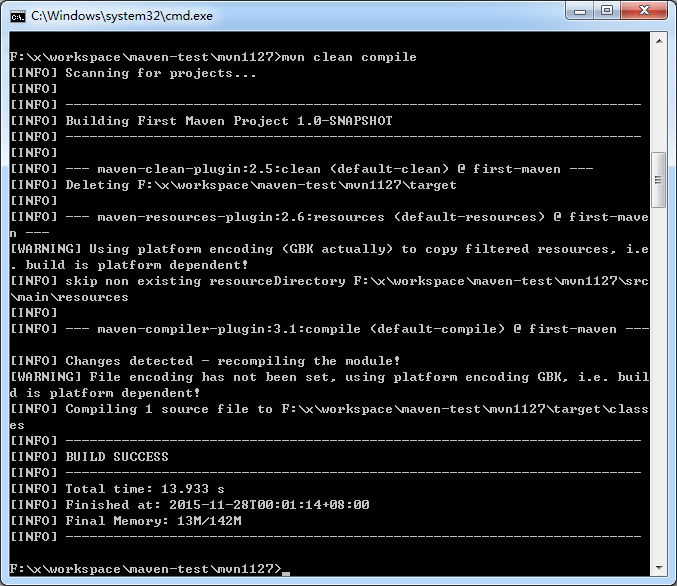 C:\Windows\system32\cmd.exe
F:\x\workspace\maven-test\mvn1127>mvn clean compile
[INFO] Scanning for projects...
[INFO]
[INFO] ------------------------------------------------------------------------
[INFO] Building First Maven Project 1.0-SNAPSHOT
[INFO] ------------------------------------------------------------------------
[INFO]
[INFO] --- maven-clean-plugin:2.5:clean (default-clean) @ first-maven ---
[INFO] Deleting F:\x\workspace\maven-test\mvn1127\target
[INFO]
[INFO] --- maven-resources-plugin:2.6:resources (default-resources) @ first-mave
n ---
[WARNING] Using platform encoding (GBK actually) to copy filtered resources, i.e
. build is platform dependent!
[INFO] skip non existing resourceDirectory F:\x\workspace\maven-test\mvn1127\src
\main\resources
[INFO]
[INFO] --- maven-compiler-plugin:3.1:compile (default-compile) @ first-maven ---
[INFO] Changes detected - recompiling the module!
[WARNING] File encoding has not been set, using platform encoding GBK, i.e. buil
d is platform dependent!
[INFO] Compiling 1 source file to F:\x\workspace\maven-test\mvn1127\target\class
es
[INFO] ------------------------------------------------------------------------
[INFO] BUILD SUCCESS
[INFO] ------------------------------------------------------------------------
[INFO] Total time: 13.933 s
[INFO] Finished at: 2015-11-28T00:01:14+08:00
[INFO] Final Memory: 13M/142M
[INFO] ------------------------------------------------------------------------
F:\x\workspace\maven-test\mvn1127>